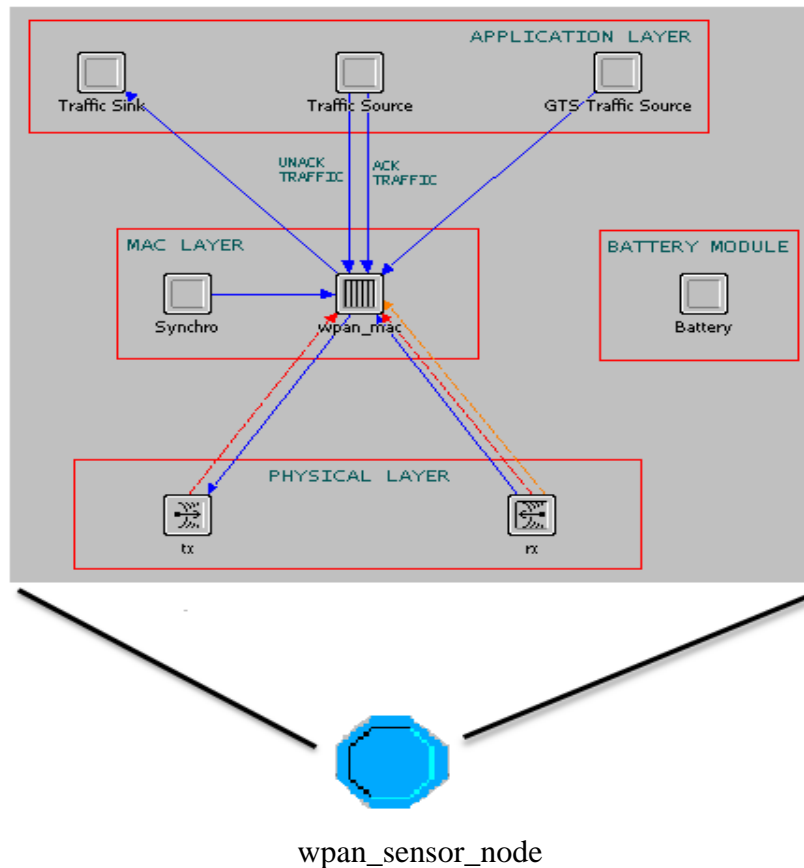 APPLICATION LAYER
Traffic Sink
Traffic Source
GTS Traffic Source
UNACK
TRAFFIC
ACK
TRAFFIC
MAC LAYER
BATTERY MODULE
Synchro
wpan_mac
Battery
PHYSICAL LAYER
tx
rx
wpan_sensor_node